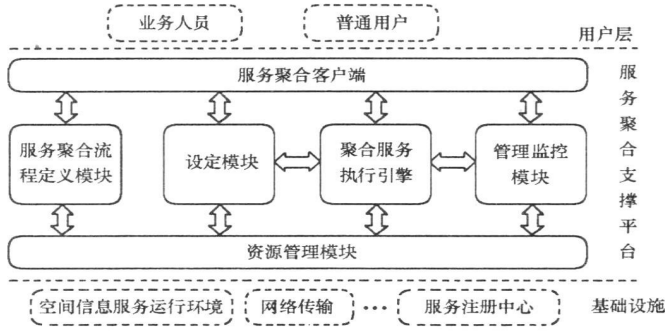 业务人员 普通用户
用户层
服务聚合客户端
服务聚合流
程定义模块
设定模块
聚合服务
执行引擎
管理监控
模块
资源管理模块
服务聚合支撑平台
空间信息服务运行环境 网络传输 … 服务注册中心 基础设施